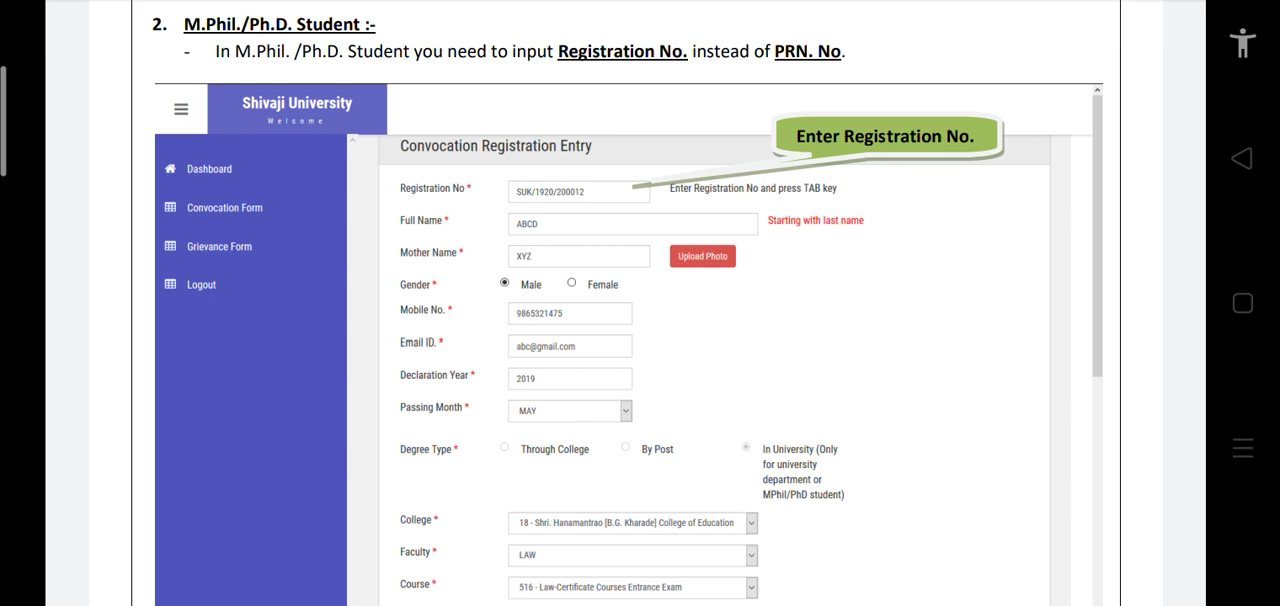 2. M.Phil./Ph.D. Student :-
- In M.Phil. /Ph.D. Student you need to input Registration No. instead of PRN. No.
Shivaji University
Welcome
Enter Registration No.
Convocation Registration Entry
Dashboard
Convocation Form
Grievance Form
Logout
Registration No * SUK/1920/200012 Enter Registration No and press TAB key
Full Name * ABCD Starting with last name
Mother Name * XYZ Upload Photo
Gender * Male Female
Mobile No. * 9865321475
Email ID. * abc@gmail.com
Declaration Year * 2019
Passing Month * MAY
Degree Type * Through College By Post In University (Only
for university
department or
MPhil/PhD student)
College * 18 - Shri. Hanamantrao [B.G. Kharade] College of Education
Faculty * LAW
Course * 516 - Law-Certificate Courses Entrance Exam